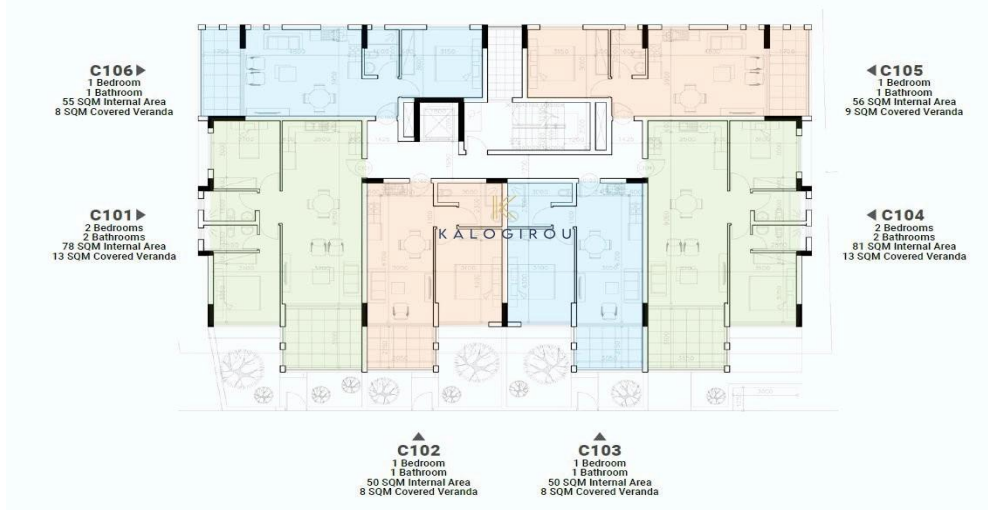 C106
1 Bedroom
1 Bathroom
55 SQM Internal Area
8 SQM Covered Veranda
C105
1 Bedroom
1 Bathroom
56 SQM Internal Area
9 SQM Covered Veranda
C101
2 Bedrooms
2 Bathrooms
78 SQM Internal Area
13 SQM Covered Veranda
KALOGIROU
C104
2 Bedrooms
2 Bathrooms
81 SQM Internal Area
13 SQM Covered Veranda
C102
1 Bedroom
1 Bathroom
50 SQM Internal Area
8 SQM Covered Veranda
C103
1 Bedroom
1 Bathroom
50 SQM Internal Area
8 SQM Covered Veranda